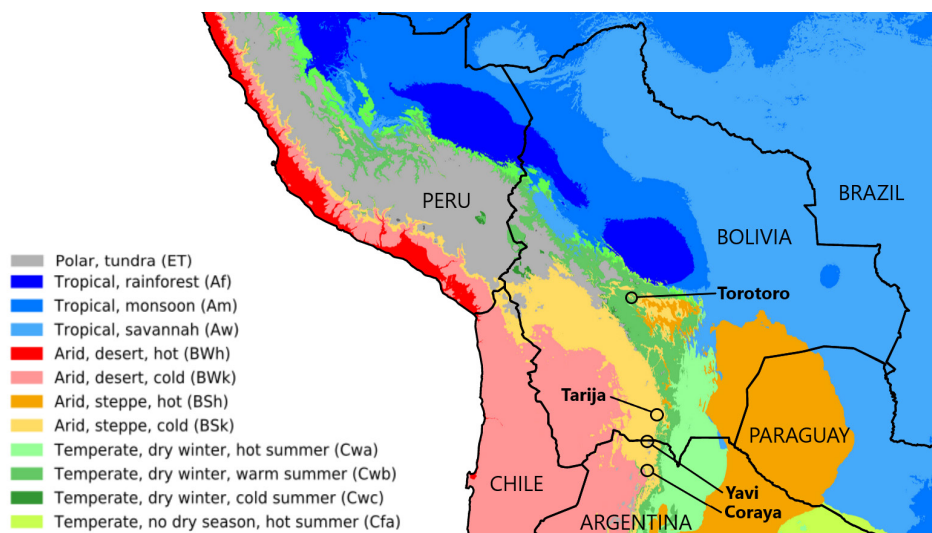 PERU
BRAZIL
BOLIVIA
Polar, tundra (ET)
Tropical, rainforest (Af)
Torotoro
Tropical, monsoon (Am)
Tropical, savannah (Aw)
Arid, desert, hot (BWh)
Arid, desert, cold (BWk)
Arid, steppe, hot (BSh)
Tarija
Arid, steppe, cold (BSk)
PARAGUAY
Temperate, dry winter, hot summer (Cwa)
Temperate, dry winter, warm summer (Cwb)
CHILE
Yavi
Temperate, dry winter, cold summer (Cwc)
Coraya
Temperate, no dry season, hot summer (Cfa)
ARGENTINA